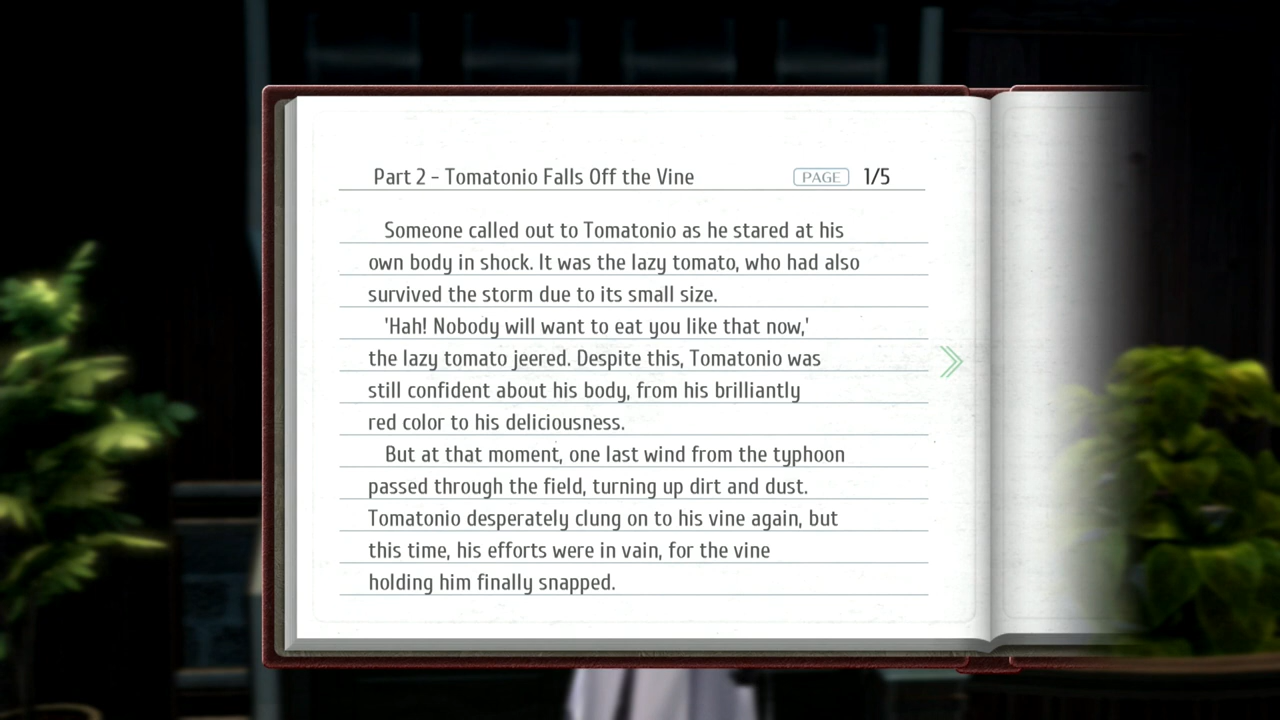 Part 2 - Tomatonio Falls Off the Vine PAGE 1/5
Someone called out to Tomatonio as he stared at his
own body in shock. It was the lazy tomato, who had also
survived the storm due to its small size.
'Hah! Nobody will want to eat you like that now,'
the lazy tomato jeered. Despite this, Tomatonio was
still confident about his body, from his brilliantly
red color to his deliciousness.
But at that moment, one last wind from the typhoon
passed through the field, turning up dirt and dust.
Tomatonio desperately clung on to his vine again, but
this time, his efforts were in vain, for the vine
holding him finally snapped.